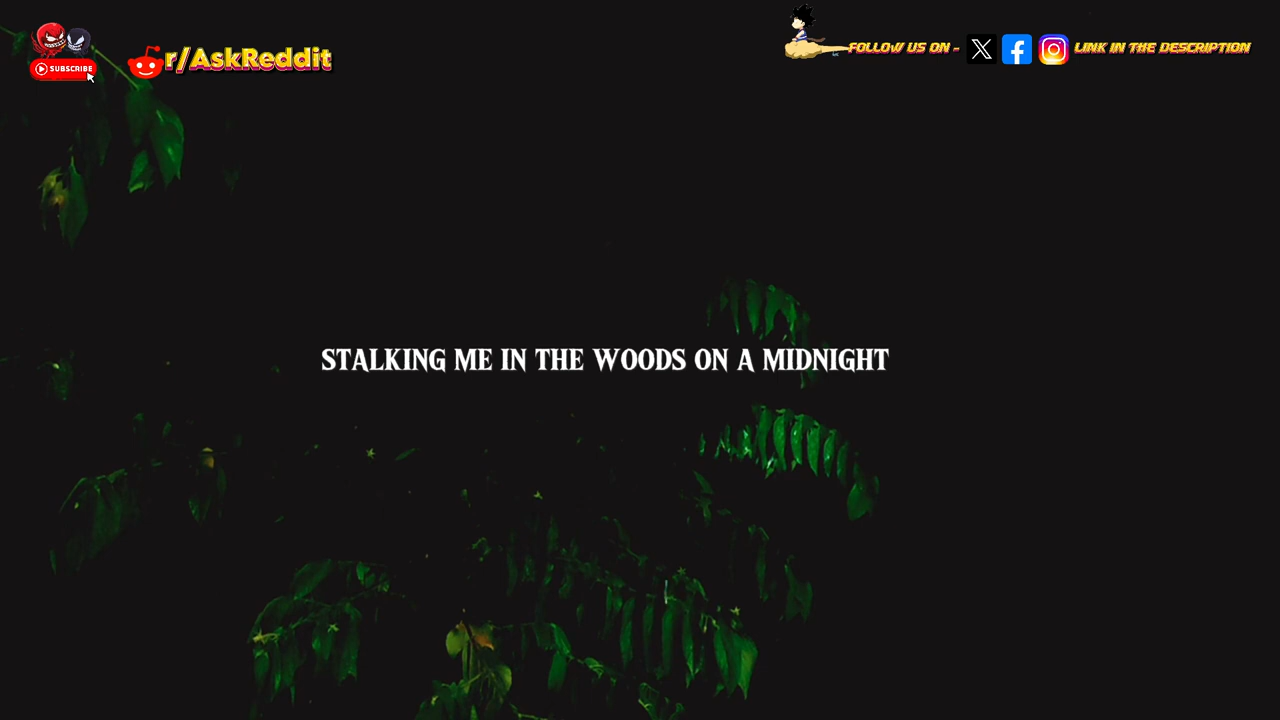 SUBSCRIBE
r/AskReddit
FOLLOW US ON -
LINK IN THE DESCRIPTION
STALKING ME IN THE WOODS ON A MIDNIGHT